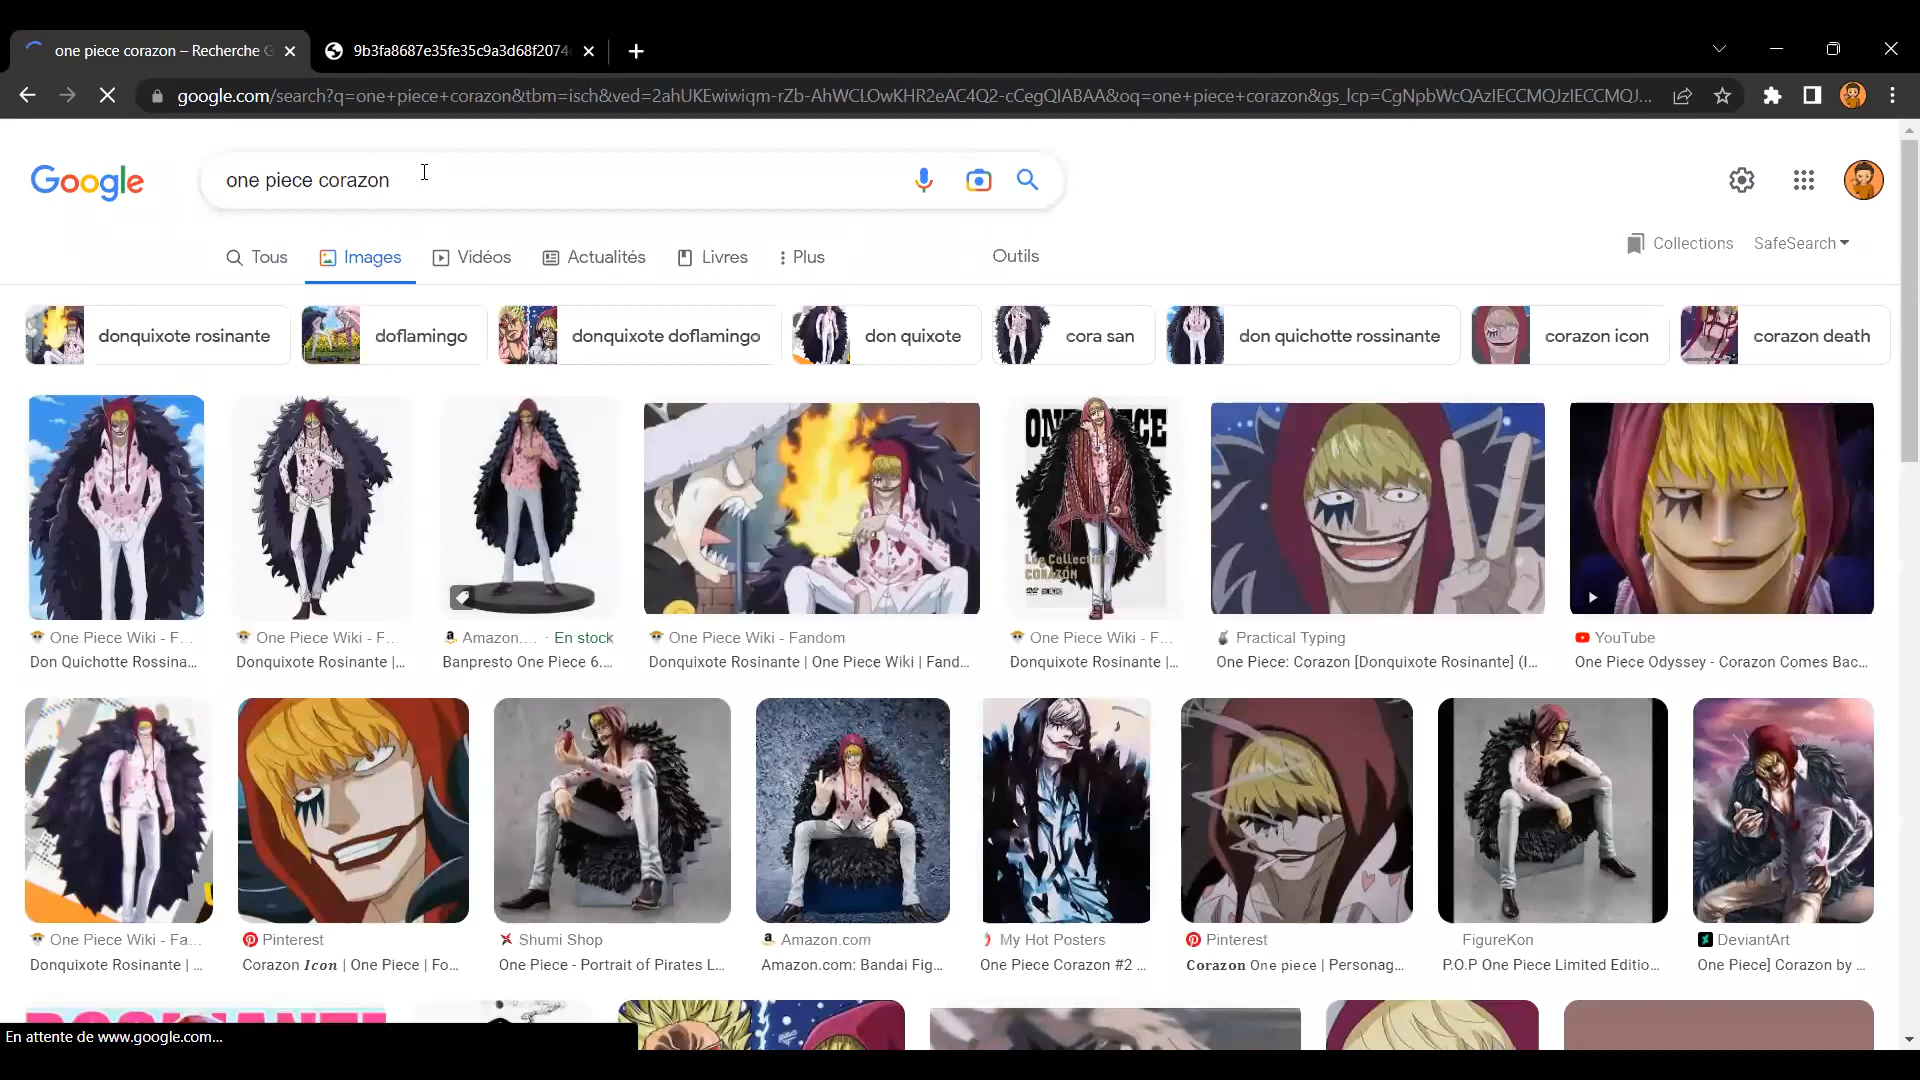 one piece corazon – Recherche G
9b3fa8687e35fe35c9a3d68f2074
google.com/search?q=one+piece+corazon&tbm=isch&ved=2ahUKEwiwiqm-rZb-AhWCLOwKHR2eAC4Q2-cCegQIABAA&oq=one+piece+corazon&gs_lcp=CgNpbWcQAzIECCMQJzIECCMQJ...
Google
one piece corazon
Tous Images Vidéos Actualités Livres Plus Outils
Collections SafeSearch
donquixote rosinante
doflamingo
donquixote doflamingo
don quixote
cora san
don quichotte rossinante
corazon icon
corazon death
ONE PIECE
Log Collection
CORAZÓN
One Piece Wiki - F...
One Piece Wiki - F...
Amazon.... · En stock
One Piece Wiki - Fandom
One Piece Wiki - F...
Practical Typing
YouTube
Don Quichotte Rossina...
Donquixote Rosinante |...
Banpresto One Piece 6....
Donquixote Rosinante | One Piece Wiki | Fand...
Donquixote Rosinante |...
One Piece: Corazon [Donquixote Rosinante] (I...
One Piece Odyssey - Corazon Comes Bac...
One Piece Wiki - Fa...
Pinterest
Shumi Shop
Amazon.com
My Hot Posters
Pinterest
FigureKon
DeviantArt
Donquixote Rosinante | ...
Corazon Icon | One Piece | Fo...
One Piece - Portrait of Pirates L...
Amazon.com: Bandai Fig...
One Piece Corazon #2 ...
Corazon One piece | Personag...
P.O.P One Piece Limited Editio...
One Piece] Corazon by ...
En attente de www.google.com...